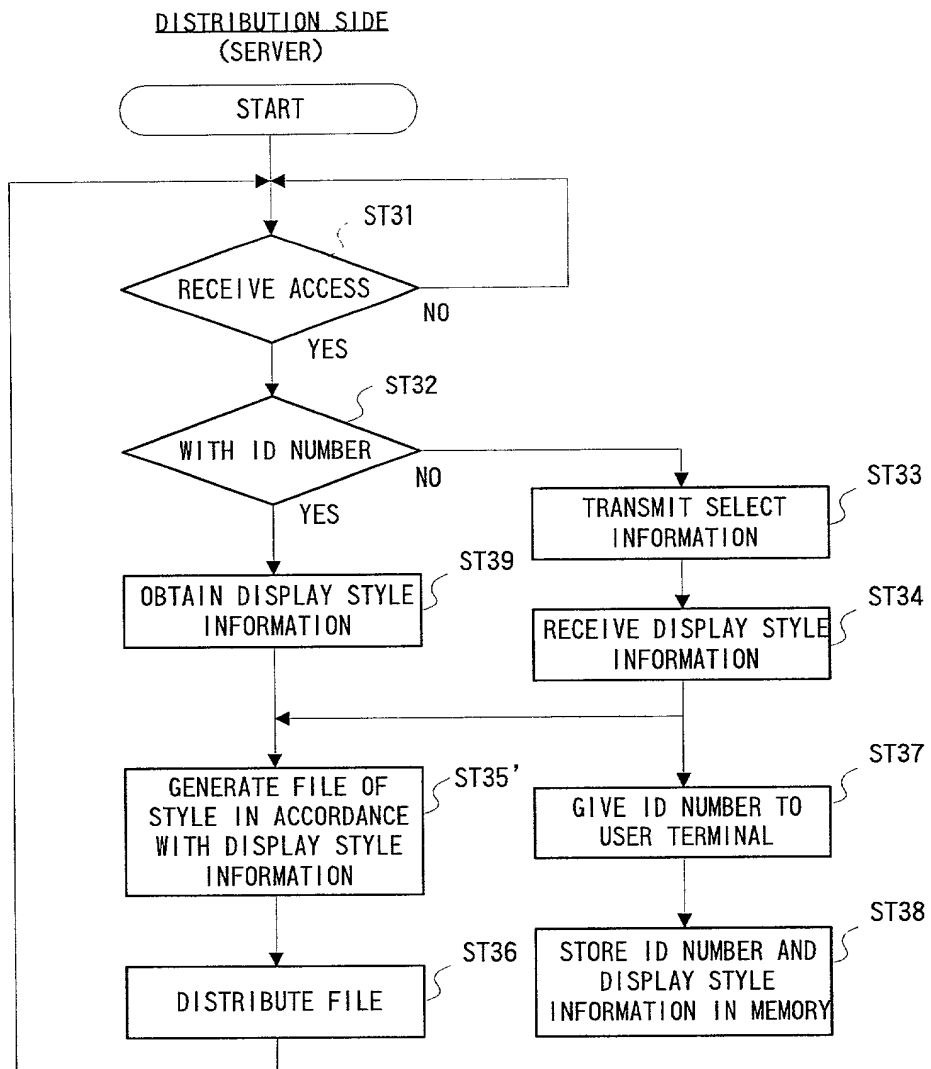 DISTRIBUTION SIDE
(SERVER)
START
ST31
RECEIVE ACCESS
NO
YES
ST32
WITH ID NUMBER
NO
YES
ST33
TRANSMIT SELECT
INFORMATION
ST39
OBTAIN DISPLAY STYLE
INFORMATION
ST34
RECEIVE DISPLAY STYLE
INFORMATION
ST35'
GENERATE FILE OF
STYLE IN ACCORDANCE
WITH DISPLAY STYLE
INFORMATION
ST37
GIVE ID NUMBER TO
USER TERMINAL
ST36
DISTRIBUTE FILE
ST38
STORE ID NUMBER AND
DISPLAY STYLE
INFORMATION IN MEMORY